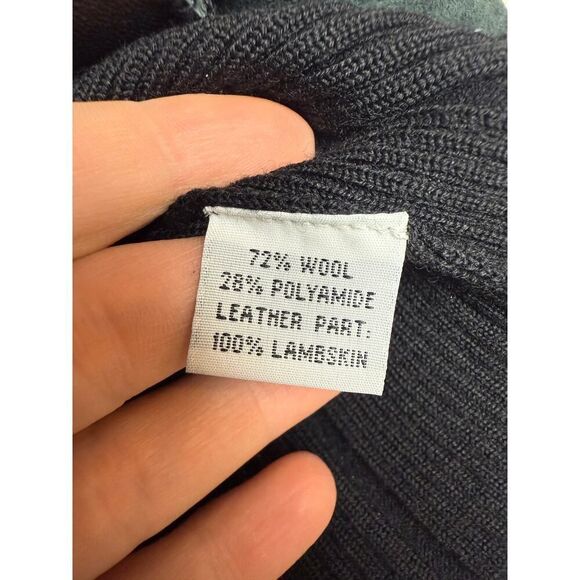 72% WOOL
28% POLYAMIDE
LEATHER PART:
100% LAMBSKIN